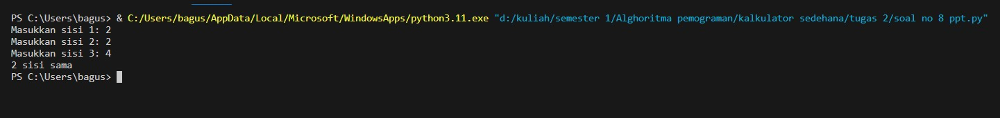 PS C:\Users\bagus> & C:/Users/bagus/AppData/Local/Microsoft/WindowsApps/python3.11.exe "d:/kuliah/semester 1/Alghoritma pemograman/kalkulator sedehana/tugas 2/soal no 8 ppt.py"
Masukkan sisi 1: 2
Masukkan sisi 2: 2
Masukkan sisi 3: 4
2 sisi sama
PS C:\Users\bagus>